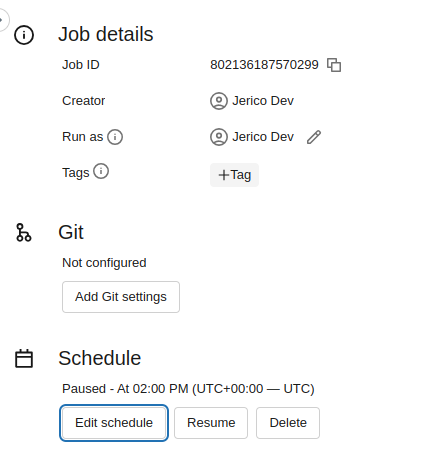 Job details
Job ID 802136187570299
Creator Jerico Dev
Run as Jerico Dev
Tags +Tag
Git
Not configured
Add Git settings
Schedule
Paused - At 02:00 PM (UTC+00:00 — UTC)
Edit schedule Resume Delete